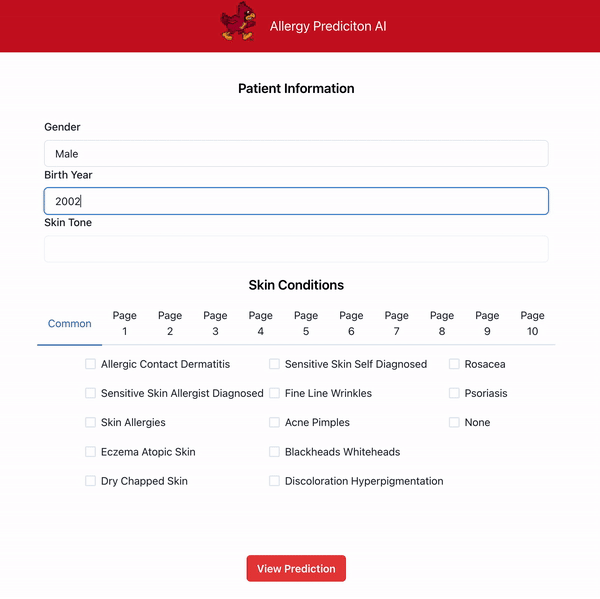 Allergy Prediciton AI
Patient Information
Gender
Male
Birth Year
2002
Skin Tone
Skin Conditions
Common Page 1 Page 2 Page 3 Page 4 Page 5 Page 6 Page 7 Page 8 Page 9 Page 10
Allergic Contact Dermatitis Sensitive Skin Self Diagnosed Rosacea
Sensitive Skin Allergist Diagnosed Fine Line Wrinkles Psoriasis
Skin Allergies Acne Pimples None
Eczema Atopic Skin Blackheads Whiteheads
Dry Chapped Skin Discoloration Hyperpigmentation
View Prediction